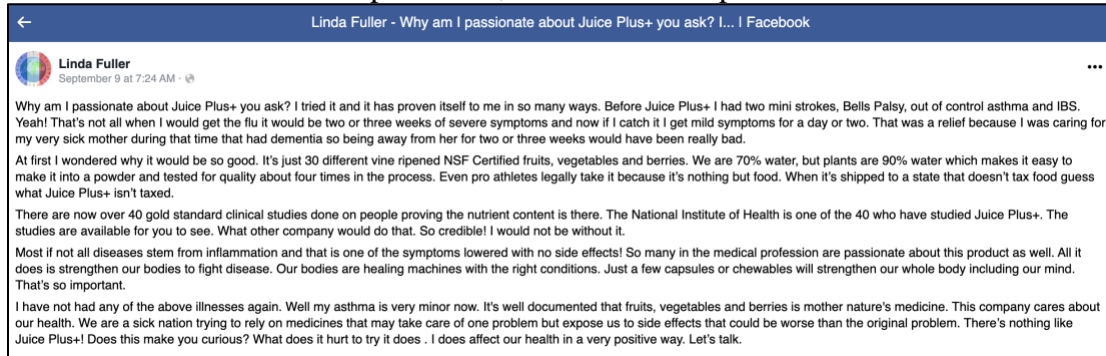 Linda Fuller - Why am I passionate about Juice Plus+ you ask? I... I Facebook
Linda Fuller
September 9 at 7:24 AM ·
Why am I passionate about Juice Plus+ you ask? I tried it and it has proven itself to me in so many ways. Before Juice Plus+ I had two mini strokes, Bells Palsy, out of control asthma and IBS.
Yeah! That's not all when I would get the flu it would be two or three weeks of severe symptoms and now if I catch it I get mild symptoms for a day or two. That was a relief because I was caring for
my very sick mother during that time that had dementia so being away from her for two or three weeks would have been really bad.
At first I wondered why it would be so good. It's just 30 different vine ripened NSF Certified fruits, vegetables and berries. We are 70% water, but plants are 90% water which makes it easy to
make it into a powder and tested for quality about four times in the process. Even pro athletes legally take it because it's nothing but food. When it's shipped to a state that doesn't tax food guess
what Juice Plus+ isn't taxed.
There are now over 40 gold standard clinical studies done on people proving the nutrient content is there. The National Institute of Health is one of the 40 who have studied Juice Plus+. The
studies are available for you to see. What other company would do that. So credible! I would not be without it.
Most if not all diseases stem from inflammation and that is one of the symptoms lowered with no side effects! So many in the medical profession are passionate about this product as well. All it
does is strengthen our bodies to fight disease. Our bodies are healing machines with the right conditions. Just a few capsules or chewables will strengthen our whole body including our mind.
That's so important.
I have not had any of the above illnesses again. Well my asthma is very minor now. It's well documented that fruits, vegetables and berries is mother nature's medicine. This company cares about
our health. We are a sick nation trying to rely on medicines that may take care of one problem but expose us to side effects that could be worse than the original problem. There's nothing like
Juice Plus+! Does this make you curious? What does it hurt to try it does . I does affect our health in a very positive way. Let's talk.